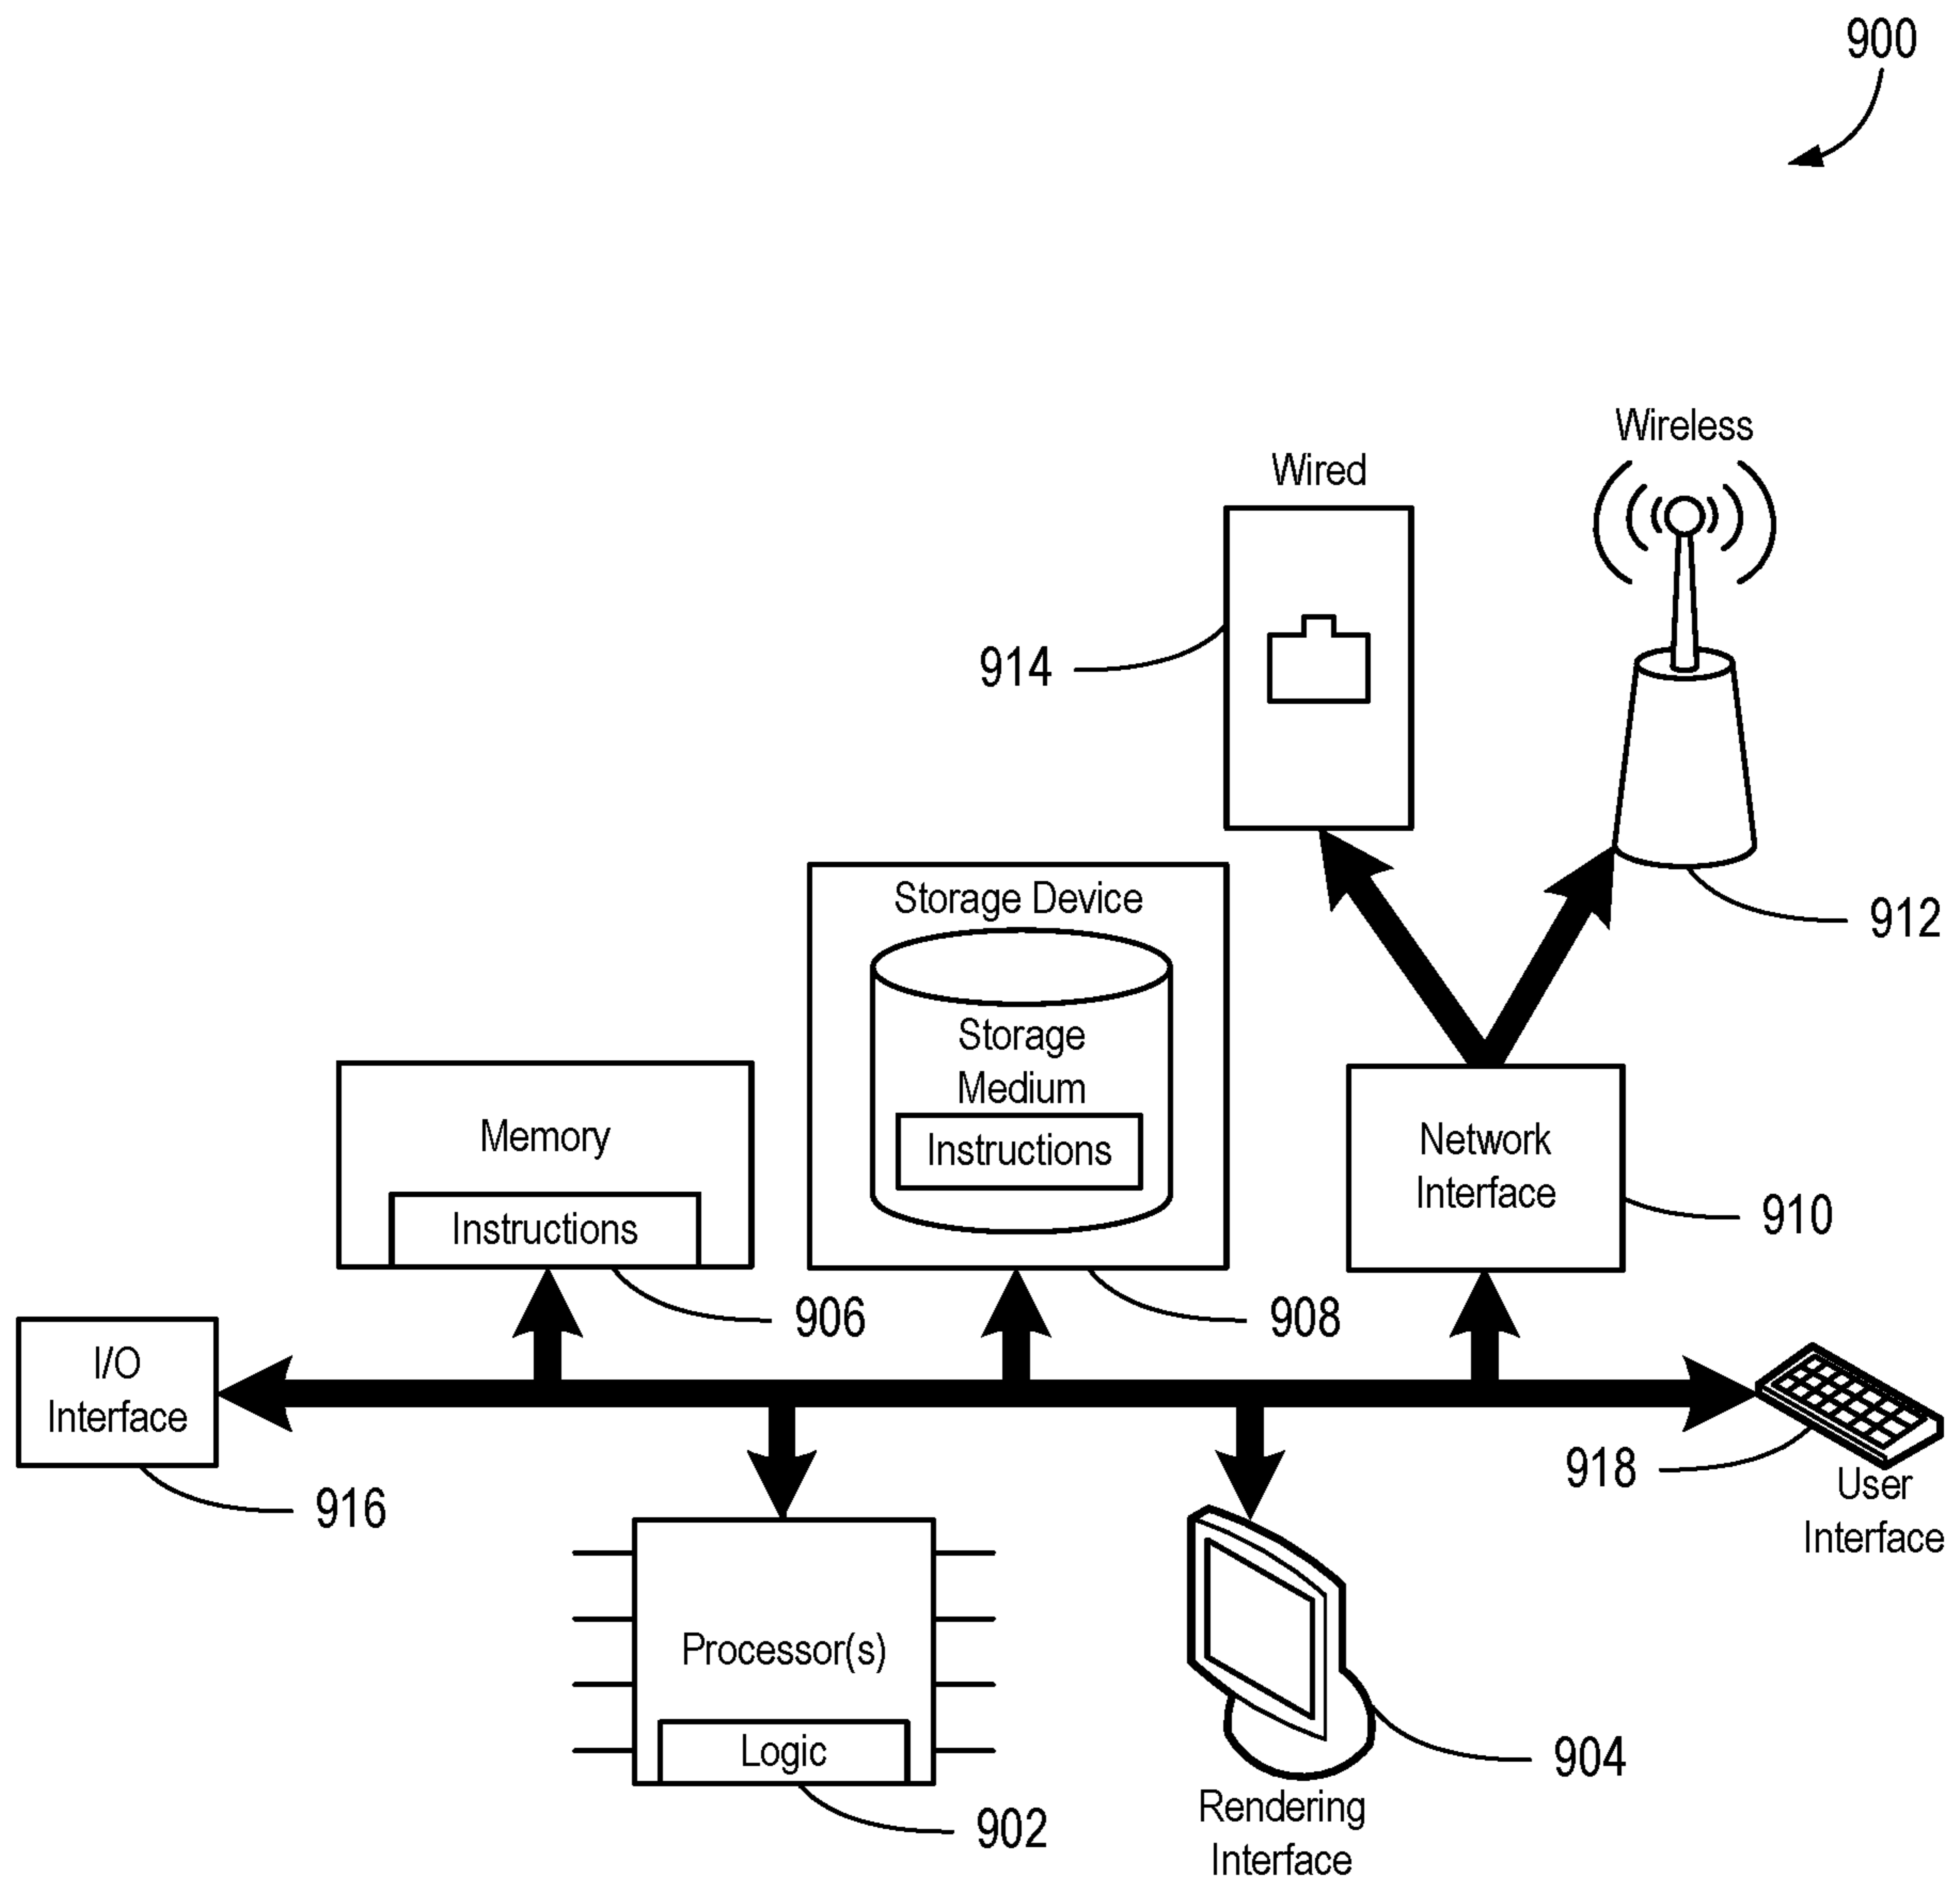 900
Wireless
Wired
914
912
Storage Device
Storage
Medium
Instructions
Memory
Instructions
Network
Interface
910
906
908
I/O
Interface
916
918
User
Interface
Processor(s)
Logic
902
904
Rendering
Interface